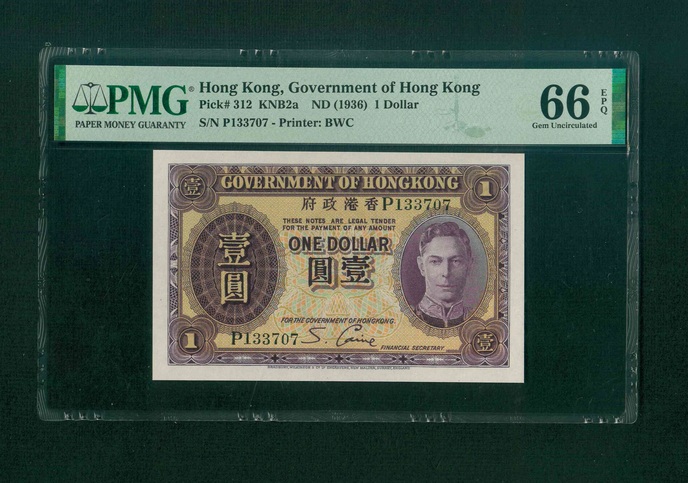 PMG®
PAPER MONEY GUARANTY
Hong Kong, Government of Hong Kong
Pick# 312 KNB2a ND (1936) 1 Dollar
S/N P133707 - Printer: BWC
66 EPQ
Gem Uncirculated
壹 GOVERNMENT OF HONGKONG 1
府政港香 P133707
THESE NOTES ARE LEGAL TENDER
FOR THE PAYMENT OF ANY AMOUNT
ONE DOLLAR
圓壹
壹圓
FOR THE GOVERNMENT OF HONGKONG.
1 P133707 S. Caine 壹
FINANCIAL SECRETARY